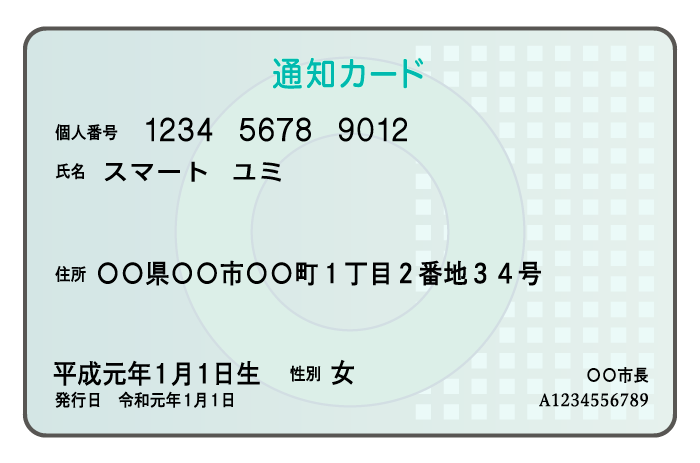 通知カード
個人番号 1234 5678 9012
氏名 スマート ユミ
住所 〇〇県〇〇市〇〇町１丁目２番地３４号
平成元年1月1日生 性別 女
発行日 令和元年1月1日
〇〇市長
A1234556789